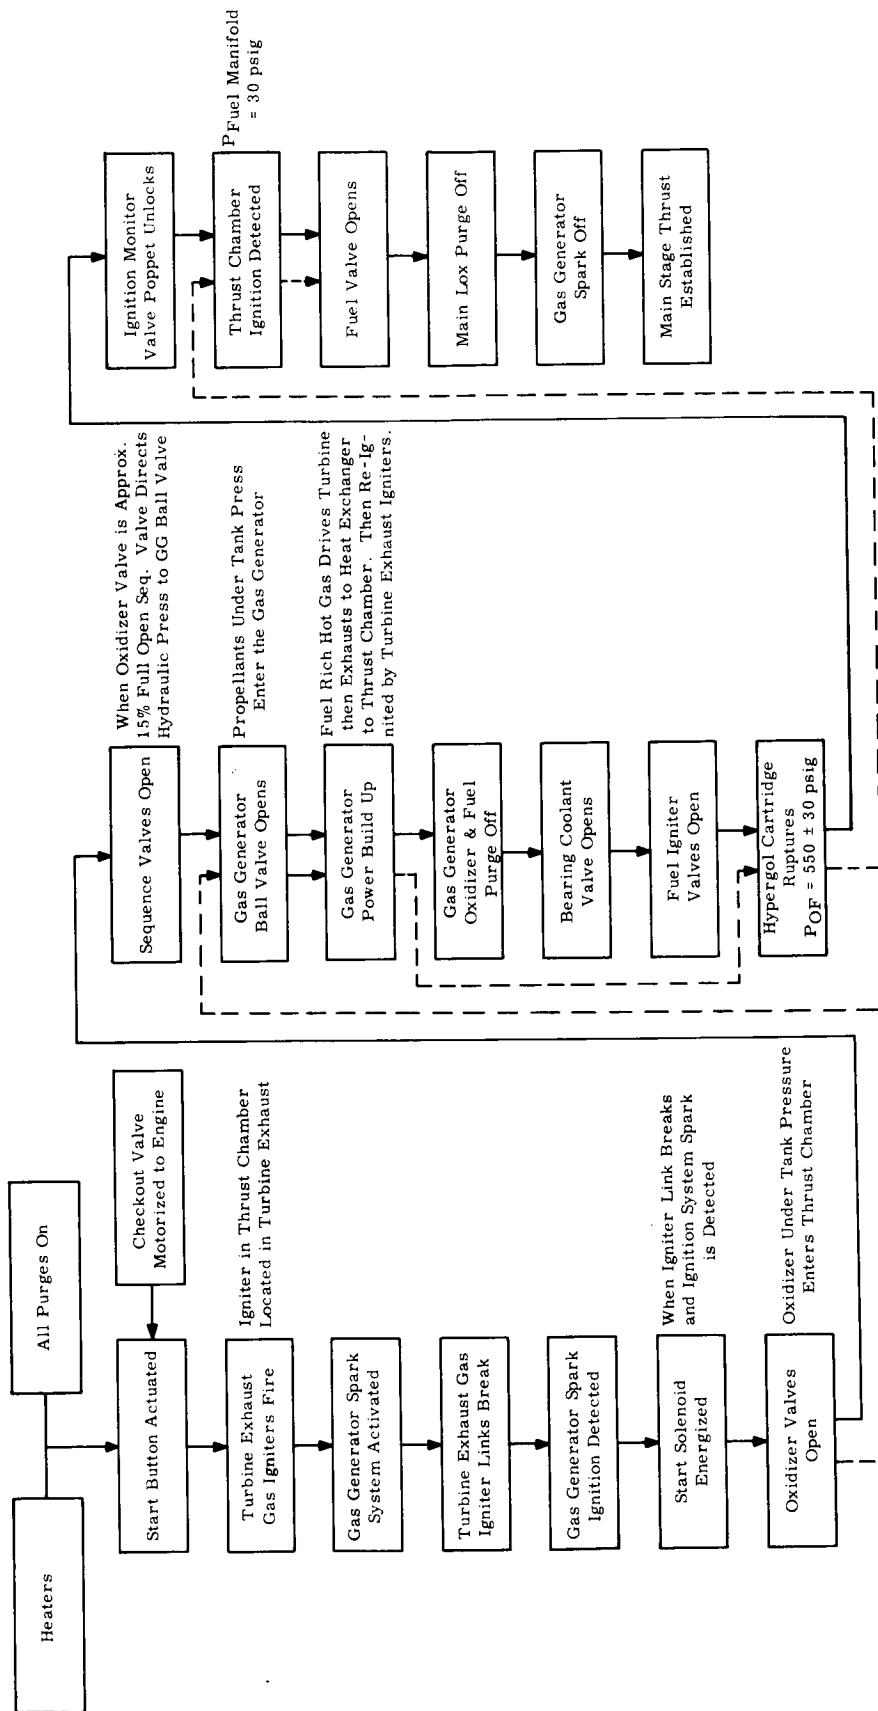 Heaters
All Purges On
Start Button Actuated
Checkout Valve
Motorized to Engine
Turbine Exhaust
Gas Igniters Fire
Igniter in Thrust Chamber
Located in Turbine Exhaust
Gas Generator Spark
System Activated
Turbine Exhaust Gas
Igniter Links Break
Gas Generator Spark
Ignition Detected
Start Solenoid
Energized
When Igniter Link Breaks
and Ignition System Spark
is Detected
Oxidizer Valves
Open
Oxidizer Under Tank Pressure
Enters Thrust Chamber
Sequence Valves Open
When Oxidizer Valve is Approx.
15% Full Open Seq. Valve Directs
Hydraulic Press to GG Ball Valve
Gas Generator
Ball Valve Opens
Propellants Under Tank Press
Enter the Gas Generator
Gas Generator
Power Build Up
Fuel Rich Hot Gas Drives Turbine
then Exhausts to Heat Exchanger
to Thrust Chamber. Then Re-Ig-
nited by Turbine Exhaust Igniters.
Gas Generator
Oxidizer & Fuel
Purge Off
Bearing Coolant
Valve Opens
Fuel Igniter
Valves Open
Hypergol Cartridge
Ruptures
POF = 550 ± 30 psig
Ignition Monitor
Valve Poppet Unlocks
Thrust Chamber
Ignition Detected
PFuel Manifold
= 30 psig
Fuel Valve Opens
Main Lox Purge Off
Gas Generator
Spark Off
Main Stage Thrust
Established